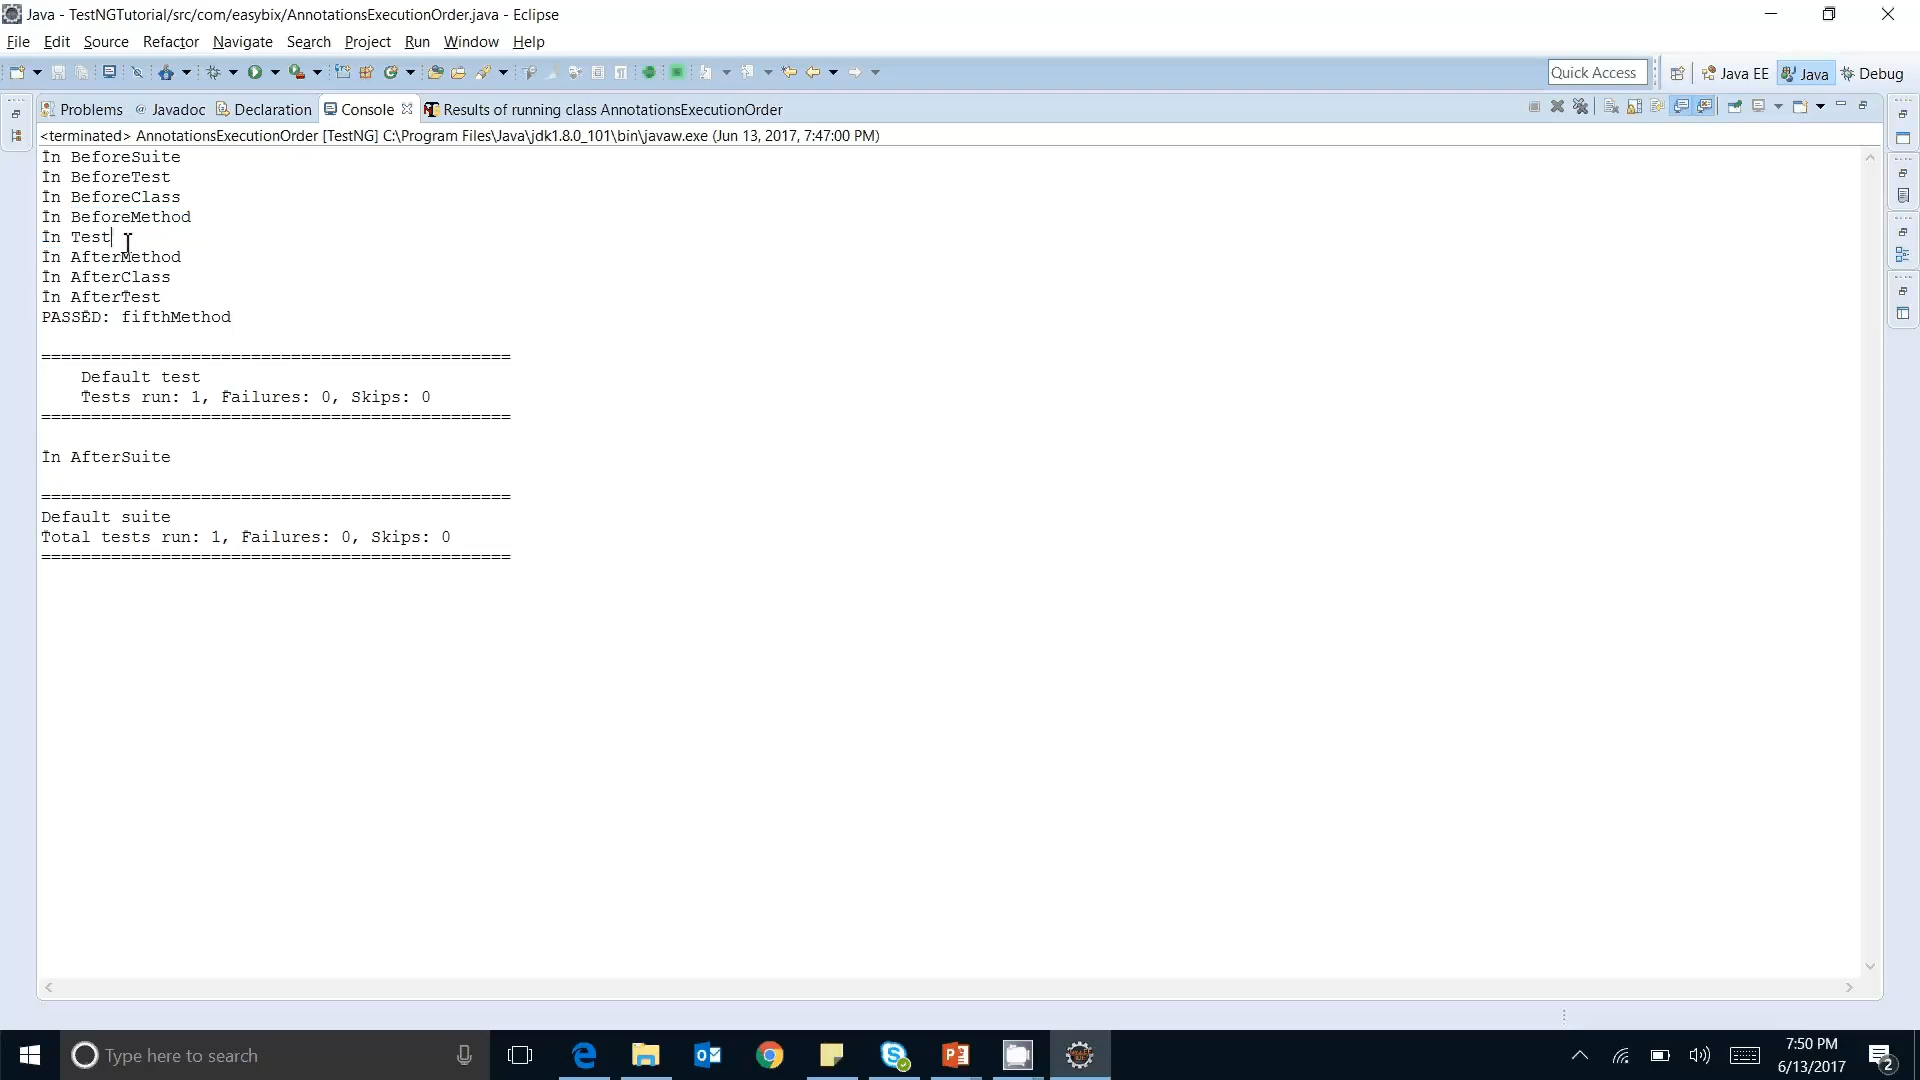 Java - TestNGTutorial/src/com/easybix/AnnotationsExecutionOrder.java - Eclipse
File Edit Source Refactor Navigate Search Project Run Window Help
Quick Access Java EE Java Debug
Problems @ Javadoc Declaration Console Results of running class AnnotationsExecutionOrder
<terminated> AnnotationsExecutionOrder [TestNG] C:\Program Files\Java\jdk1.8.0_101\bin\javaw.exe (Jun 13, 2017, 7:47:00 PM)
In BeforeSuite
In BeforeTest
In BeforeClass
In BeforeMethod
In Test
In AfterMethod
In AfterClass
In AfterTest
PASSED: fifthMethod
===============================================
Default test
Tests run: 1, Failures: 0, Skips: 0
===============================================
In AfterSuite
===============================================
Default suite
Total tests run: 1, Failures: 0, Skips: 0
===============================================
Type here to search
7:50 PM
6/13/2017
2